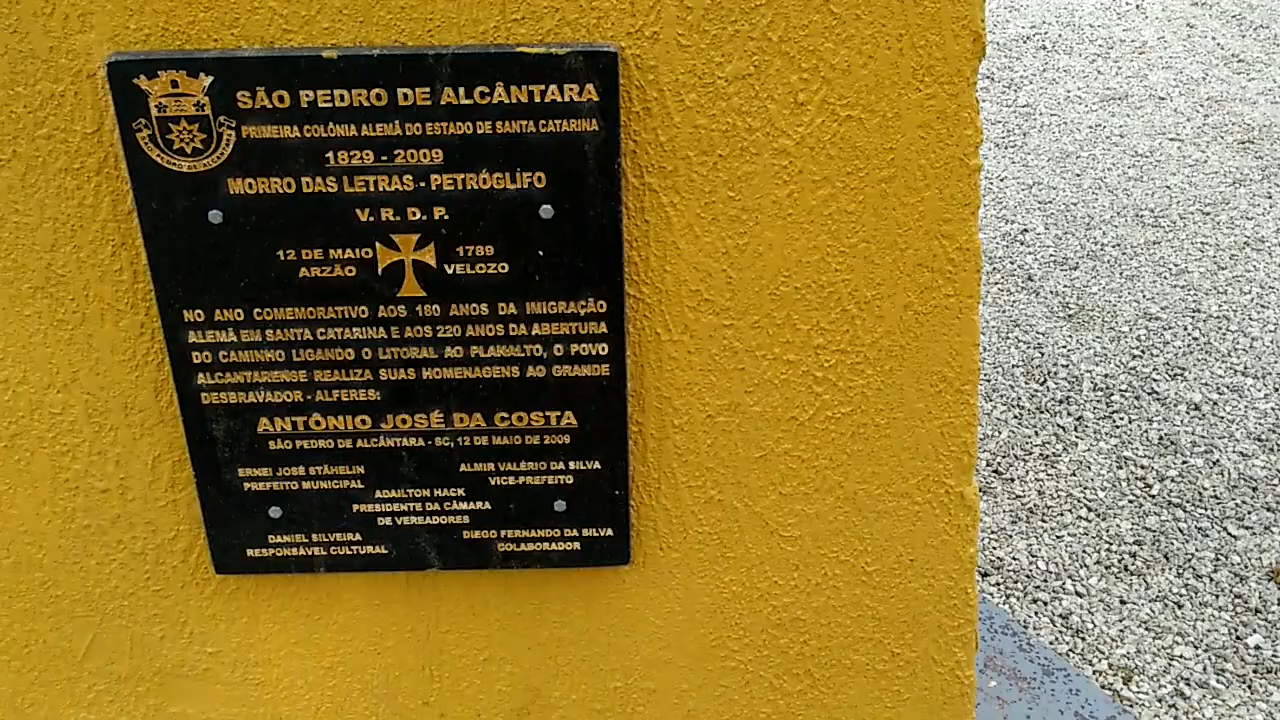 SÃO PEDRO DE ALCÂNTARA
PRIMEIRA COLÔNIA ALEMÃ DO ESTADO DE SANTA CATARINA
1829 - 2009
MORRO DAS LETRAS - PETRÓGLIFO
V. R. D. P.
12 DE MAIO 1789
ARZÃO VELOZO
NO ANO COMEMORATIVO AOS 180 ANOS DA IMIGRAÇÃO
ALEMÃ EM SANTA CATARINA E AOS 220 ANOS DA ABERTURA
DO CAMINHO LIGANDO O LITORAL AO PLANALTO, O POVO
ALCANTARENSE REALIZA SUAS HOMENAGENS AO GRANDE
DESBRAVADOR - ALFERES:
ANTÔNIO JOSÉ DA COSTA
SÃO PEDRO DE ALCÂNTARA - SC, 12 DE MAIO DE 2009
ERNEI JOSÉ STÄHELIN
PREFEITO MUNICIPAL
ALMIR VALÉRIO DA SILVA
VICE-PREFEITO
ADAILTON HACK
PRESIDENTE DA CÂMARA
DE VEREADORES
DANIEL SILVEIRA
RESPONSÁVEL CULTURAL
DIEGO FERNANDO DA SILVA
COLABORADOR
SÃO PEDRO DE ALCÂNTARA